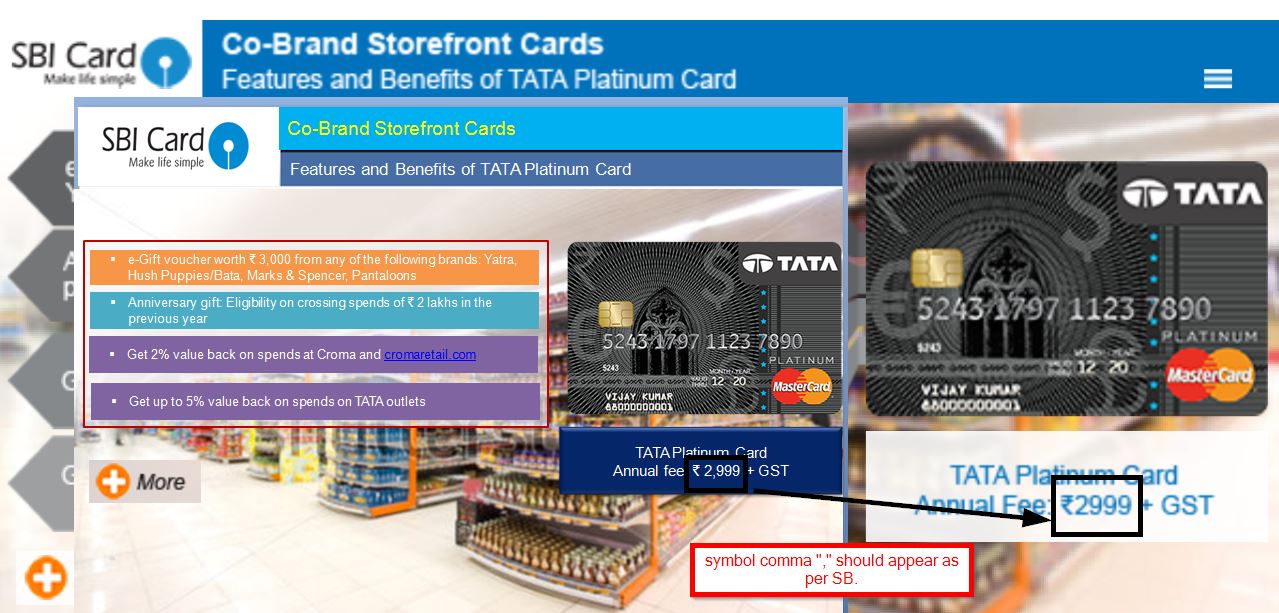 SBI Card
Make life simple
Co-Brand Storefront Cards
Features and Benefits of TATA Platinum Card
SBI Card
Make life simple
Co-Brand Storefront Cards
Features and Benefits of TATA Platinum Card
e-Gift voucher worth ₹ 3,000 from any of the following brands: Yatra,
Hush Puppies/Bata, Marks & Spencer, Pantaloons
Anniversary gift: Eligibility on crossing spends of ₹ 2 lakhs in the
previous year
Get 2% value back on spends at Croma and cromaretail.com
Get up to 5% value back on spends on TATA outlets
More
TATA
5243 1797 1123 7890
PLATINUM
5243
MONTH-YEAR
VALID
THRU
12 20
VIJAY KUMAR
88000000001
MasterCard
TATA Platinum Card
Annual fee: ₹ 2,999 + GST
TATA
5243 1797 1123 7890
PLATINUM
5243
MONTH-YEAR
12 20
VIJAY KUMAR
88000000001
MasterCard
TATA Platinum Card
Annual Fee: ₹2999 + GST
symbol comma "," should appear as
per SB.